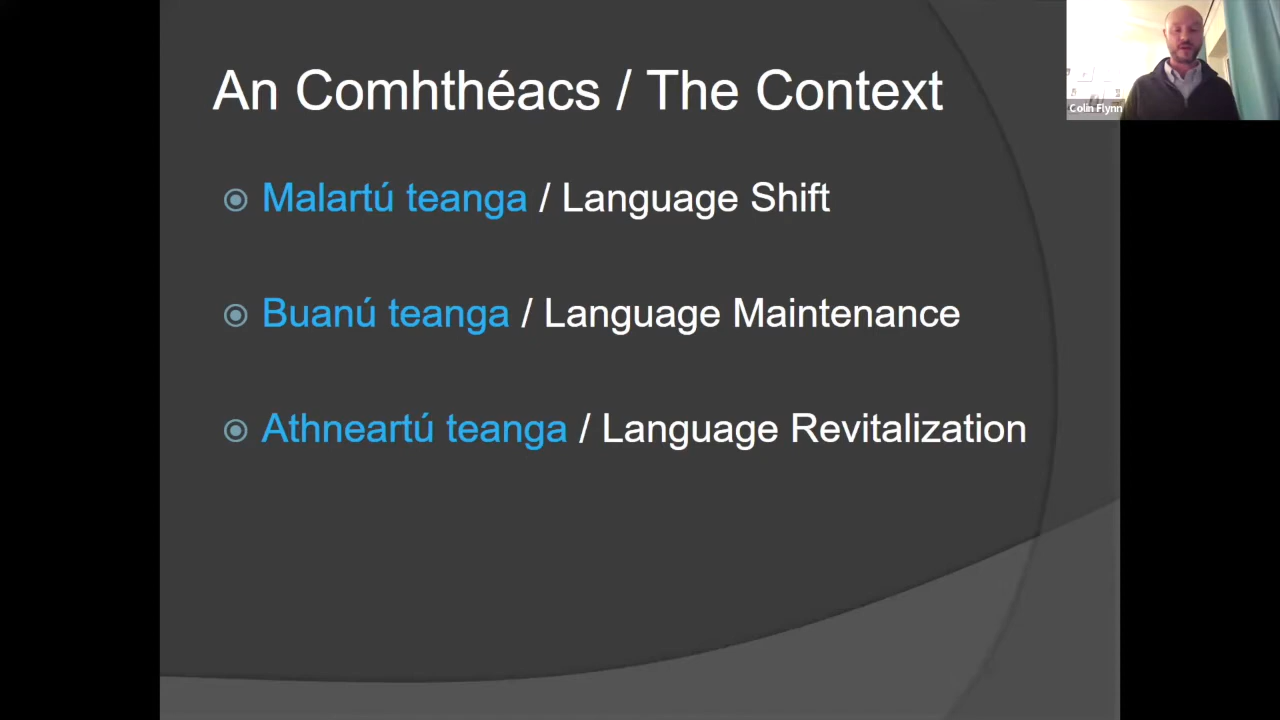 An Comhthéacs / The Context
Colin Flynn
Malartú teanga / Language Shift
Buanú teanga / Language Maintenance
Athneartú teanga / Language Revitalization